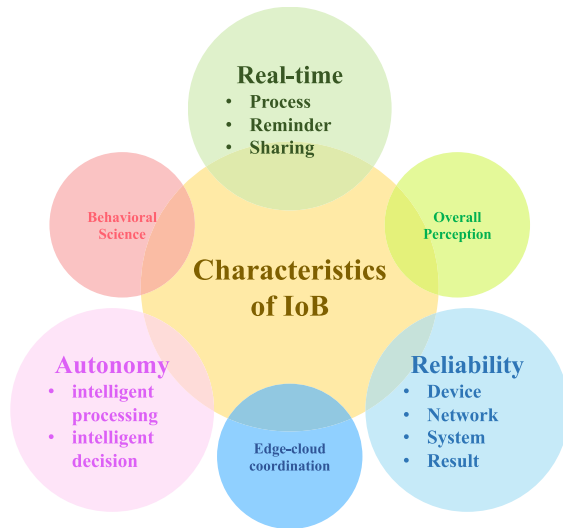 Real-time
• Process
• Reminder
• Sharing
Behavioral
Science
Overall
Perception
Characteristics
of IoB
Autonomy
• intelligent
processing
• intelligent
decision
Reliability
• Device
• Network
• System
• Result
Edge-cloud
coordination